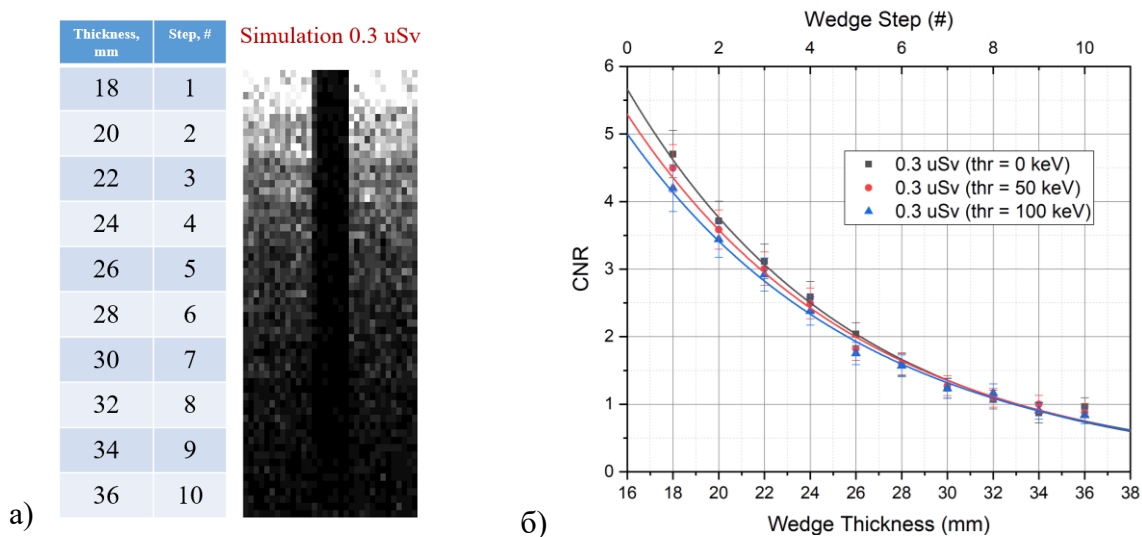 Thickness, mm Step, #
18 1
20 2
22 3
24 4
26 5
28 6
30 7
32 8
34 9
36 10
Simulation 0.3 uSv
а)
Wedge Step (#)
0 2 4 6 8 10
6
5
4
3
2
1
0
CNR
0.3 uSv (thr = 0 keV)
0.3 uSv (thr = 50 keV)
0.3 uSv (thr = 100 keV)
16 18 20 22 24 26 28 30 32 34 36 38
Wedge Thickness (mm)
б)